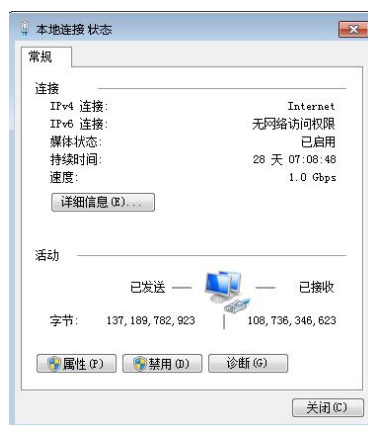 本地连接 状态
常规
连接
IPv4 连接: Internet
IPv6 连接: 无网络访问权限
媒体状态: 已启用
持续时间: 28 天 07:08:48
速度: 1.0 Gbps
详细信息(E)...
活动
已发送 — — 已接收
字节: 137,189,782,923 | 108,736,346,623
属性(P) 禁用(D) 诊断(G)
关闭(C)